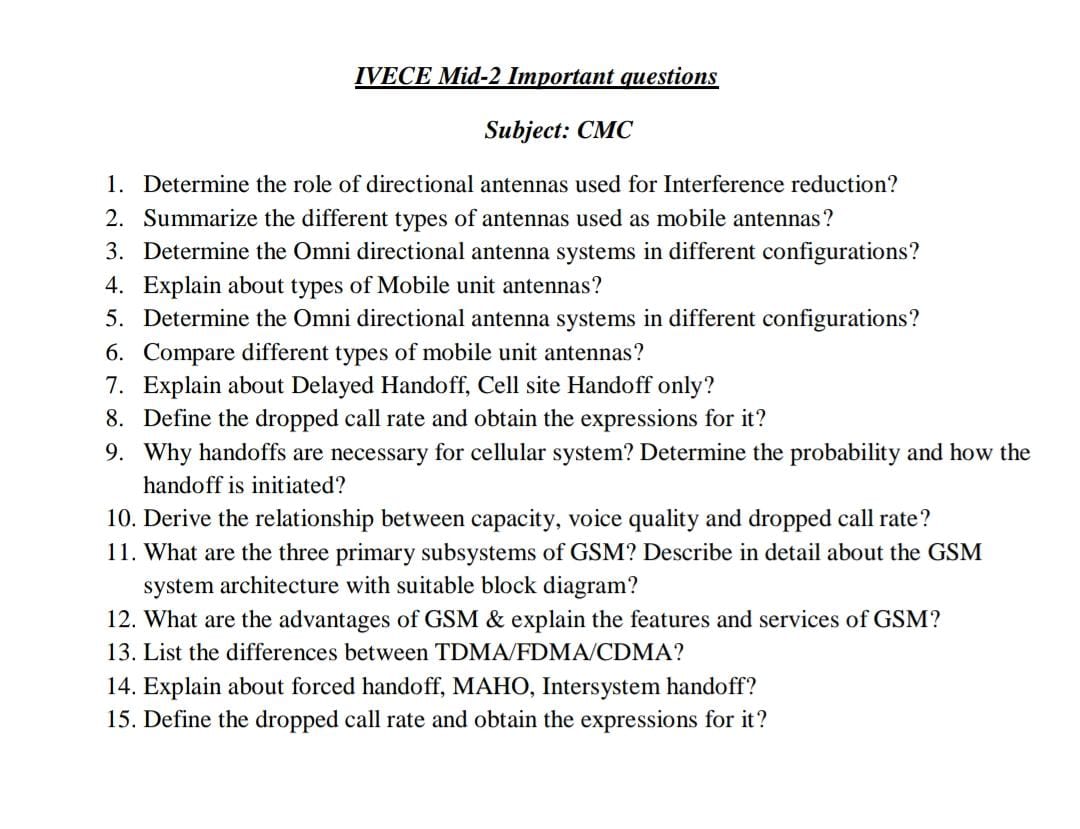 IVECE Mid-2 Important questions
Subject: CMC
1. Determine the role of directional antennas used for Interference reduction?
2. Summarize the different types of antennas used as mobile antennas?
3. Determine the Omni directional antenna systems in different configurations?
4. Explain about types of Mobile unit antennas?
5. Determine the Omni directional antenna systems in different configurations?
6. Compare different types of mobile unit antennas?
7. Explain about Delayed Handoff, Cell site Handoff only?
8. Define the dropped call rate and obtain the expressions for it?
9. Why handoffs are necessary for cellular system? Determine the probability and how the
handoff is initiated?
10. Derive the relationship between capacity, voice quality and dropped call rate?
11. What are the three primary subsystems of GSM? Describe in detail about the GSM
system architecture with suitable block diagram?
12. What are the advantages of GSM & explain the features and services of GSM?
13. List the differences between TDMA/FDMA/CDMA?
14. Explain about forced handoff, MAHO, Intersystem handoff?
15. Define the dropped call rate and obtain the expressions for it?